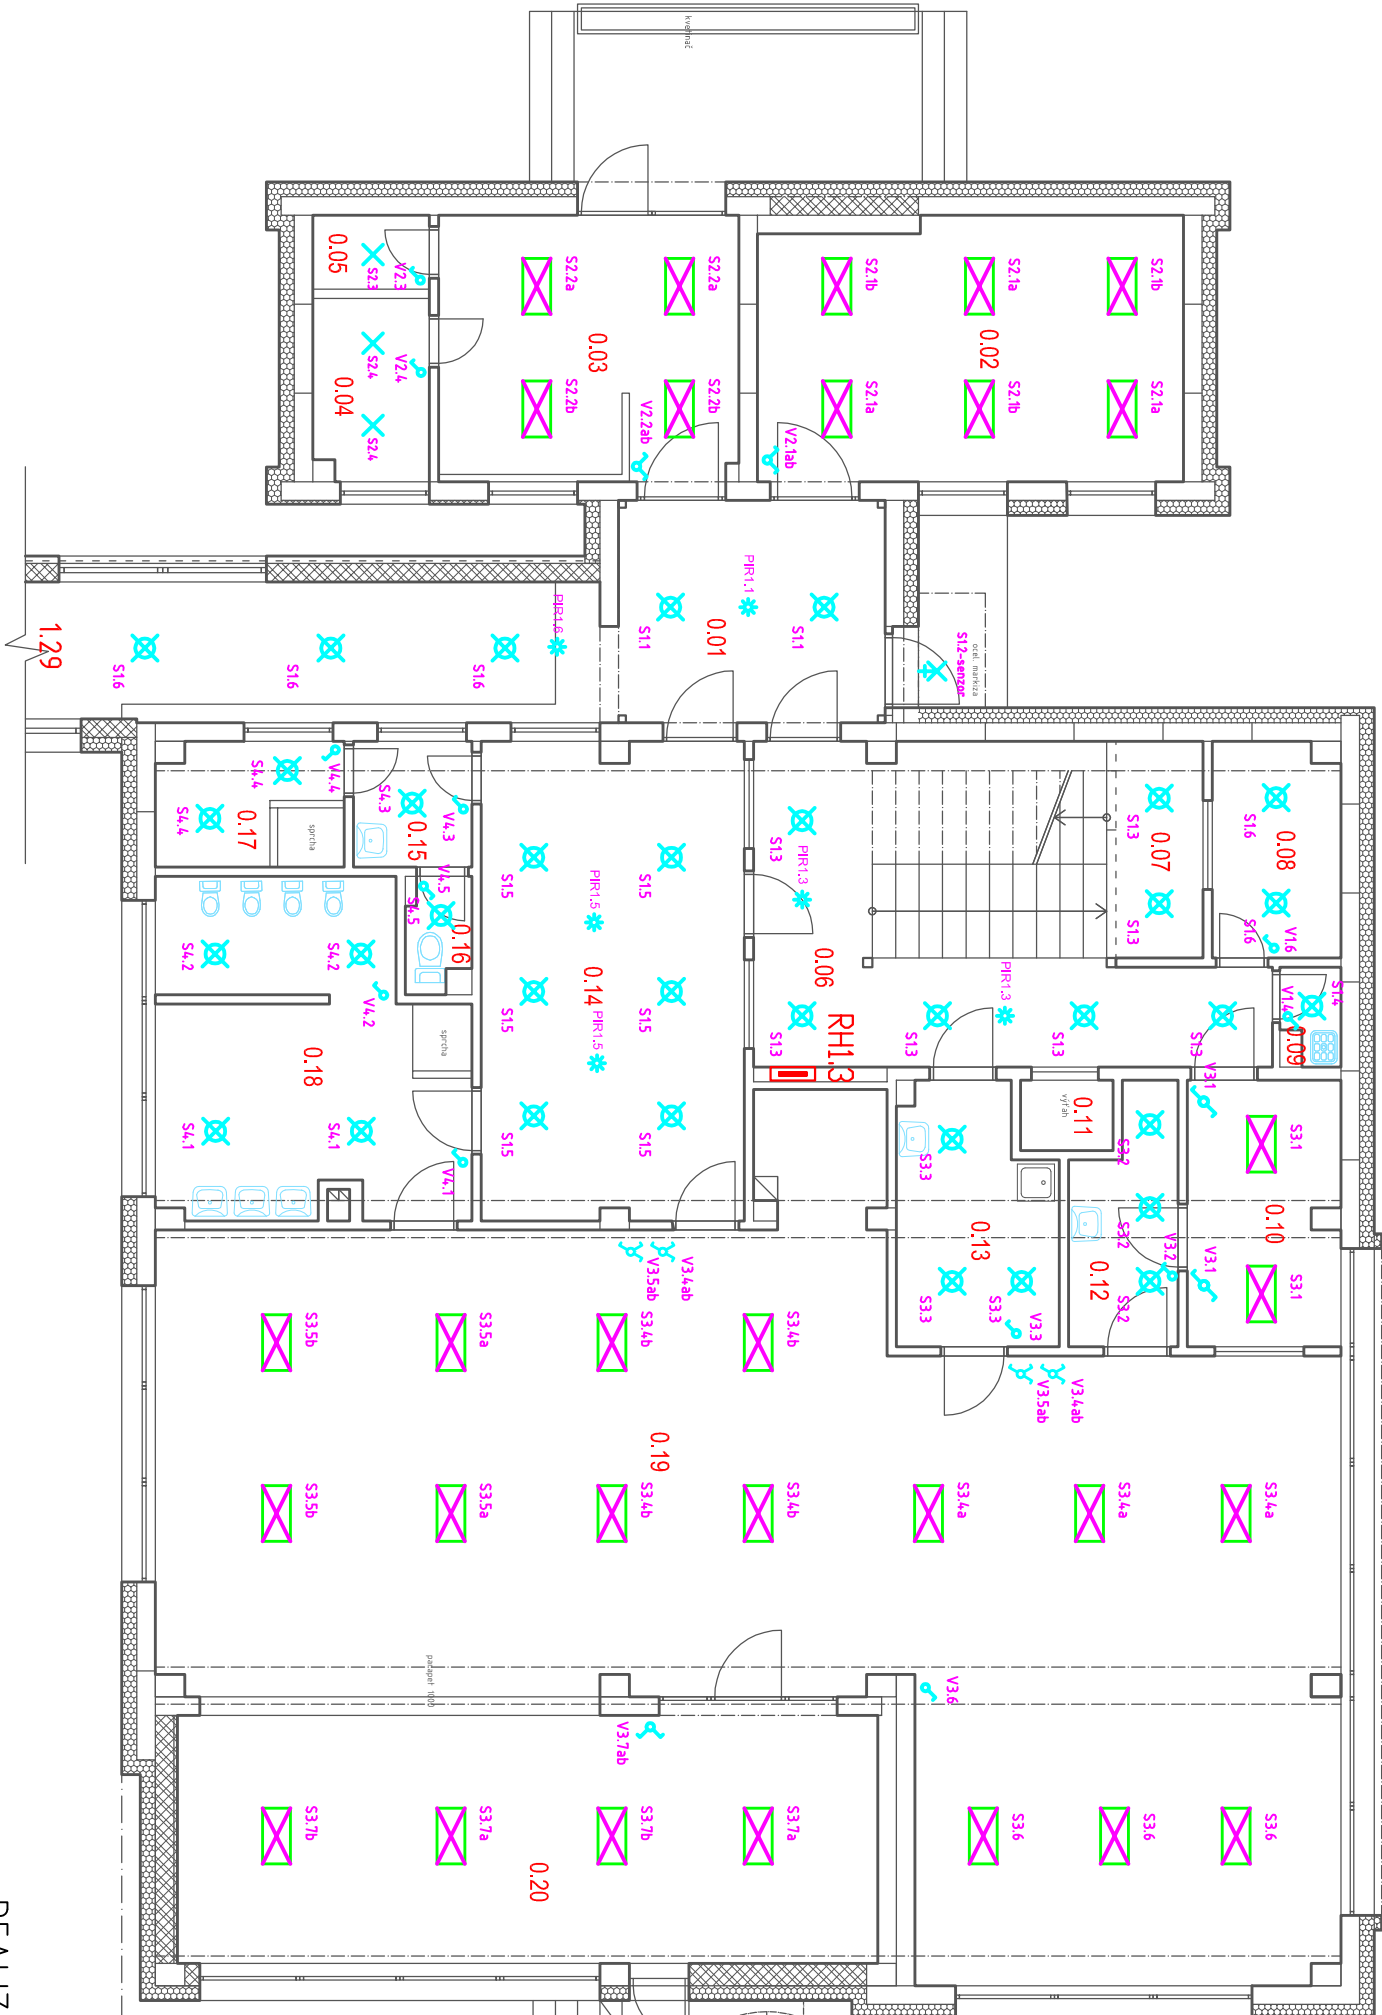 květináč
0.05
S2.3
V2.3
S2.2a
S2.2a
S2.1b
S2.1a
S2.1b
0.03
0.02
S2.4
V2.4
0.04
S2.4
S2.2b
V2.2ab
S2.2b
V2.1ab
S2.1a
S2.1b
S2.1a
PIR1.1
PIR1.6
S1.1
0.01
S1.1
S1.2-senzor
ocel. markíza
1.29
S1.6
S1.6
S1.6
S4.4
V4.4
S4.3
V4.3
S4.4
0.17
sprcha
0.15
V4.5
S4.5
0.16
S1.5
PIR1.5
S1.5
S1.3
PIR1.3
S1.3
0.07
S1.6
0.08
S1.3
S1.6
V1.6
S4.2
S4.2
V4.2
0.14
0.06
PIR1.3
S1.4
V1.4
0.09
S1.5
PIR1.5
S1.5
S1.3
RH1.3
S1.3
S1.3
S1.3
0.18
sprcha
V3.1
výťah
0.11
S4.1
S4.1
V4.1
S1.5
S1.5
S3.3
S3.2
S3.1
0.13
S3.2
V3.2
0.10
0.12
V3.1
V3.5ab
V3.4ab
S3.3
S3.3
V3.3
S3.2
S3.1
S3.5b
S3.5a
S3.4b
S3.4b
V3.5ab
V3.4ab
0.19
S3.5b
S3.5a
S3.4b
S3.4b
S3.4a
S3.4a
S3.4a
parapet 1000
V3.6
V3.7ab
S3.7b
S3.7a
S3.7b
S3.7a
S3.6
S3.6
S3.6
0.20